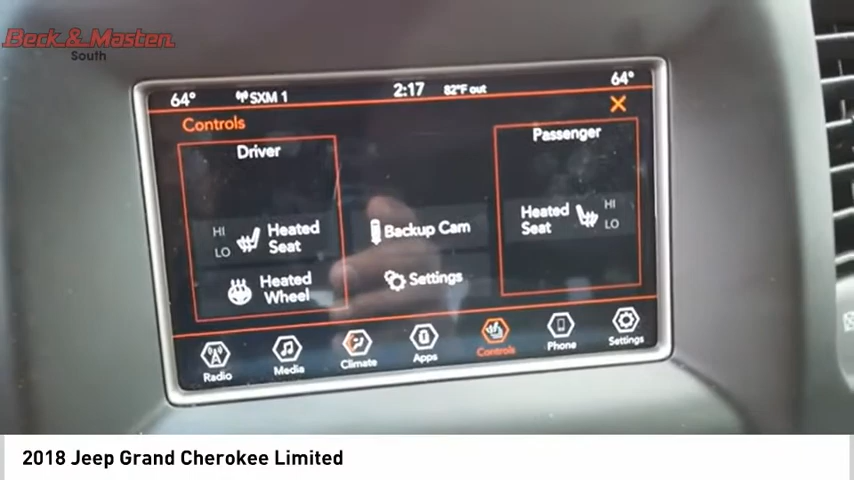 Beck & Masten
South
64° SXM 1 2:17 82°F out 64°
Controls X
Driver
Passenger
HI
LO
Heated
Seat
Heated
Wheel
Backup Cam
Settings
Heated
Seat
HI
LO
Radio Media Climate Apps Controls Phone Settings
2018 Jeep Grand Cherokee Limited